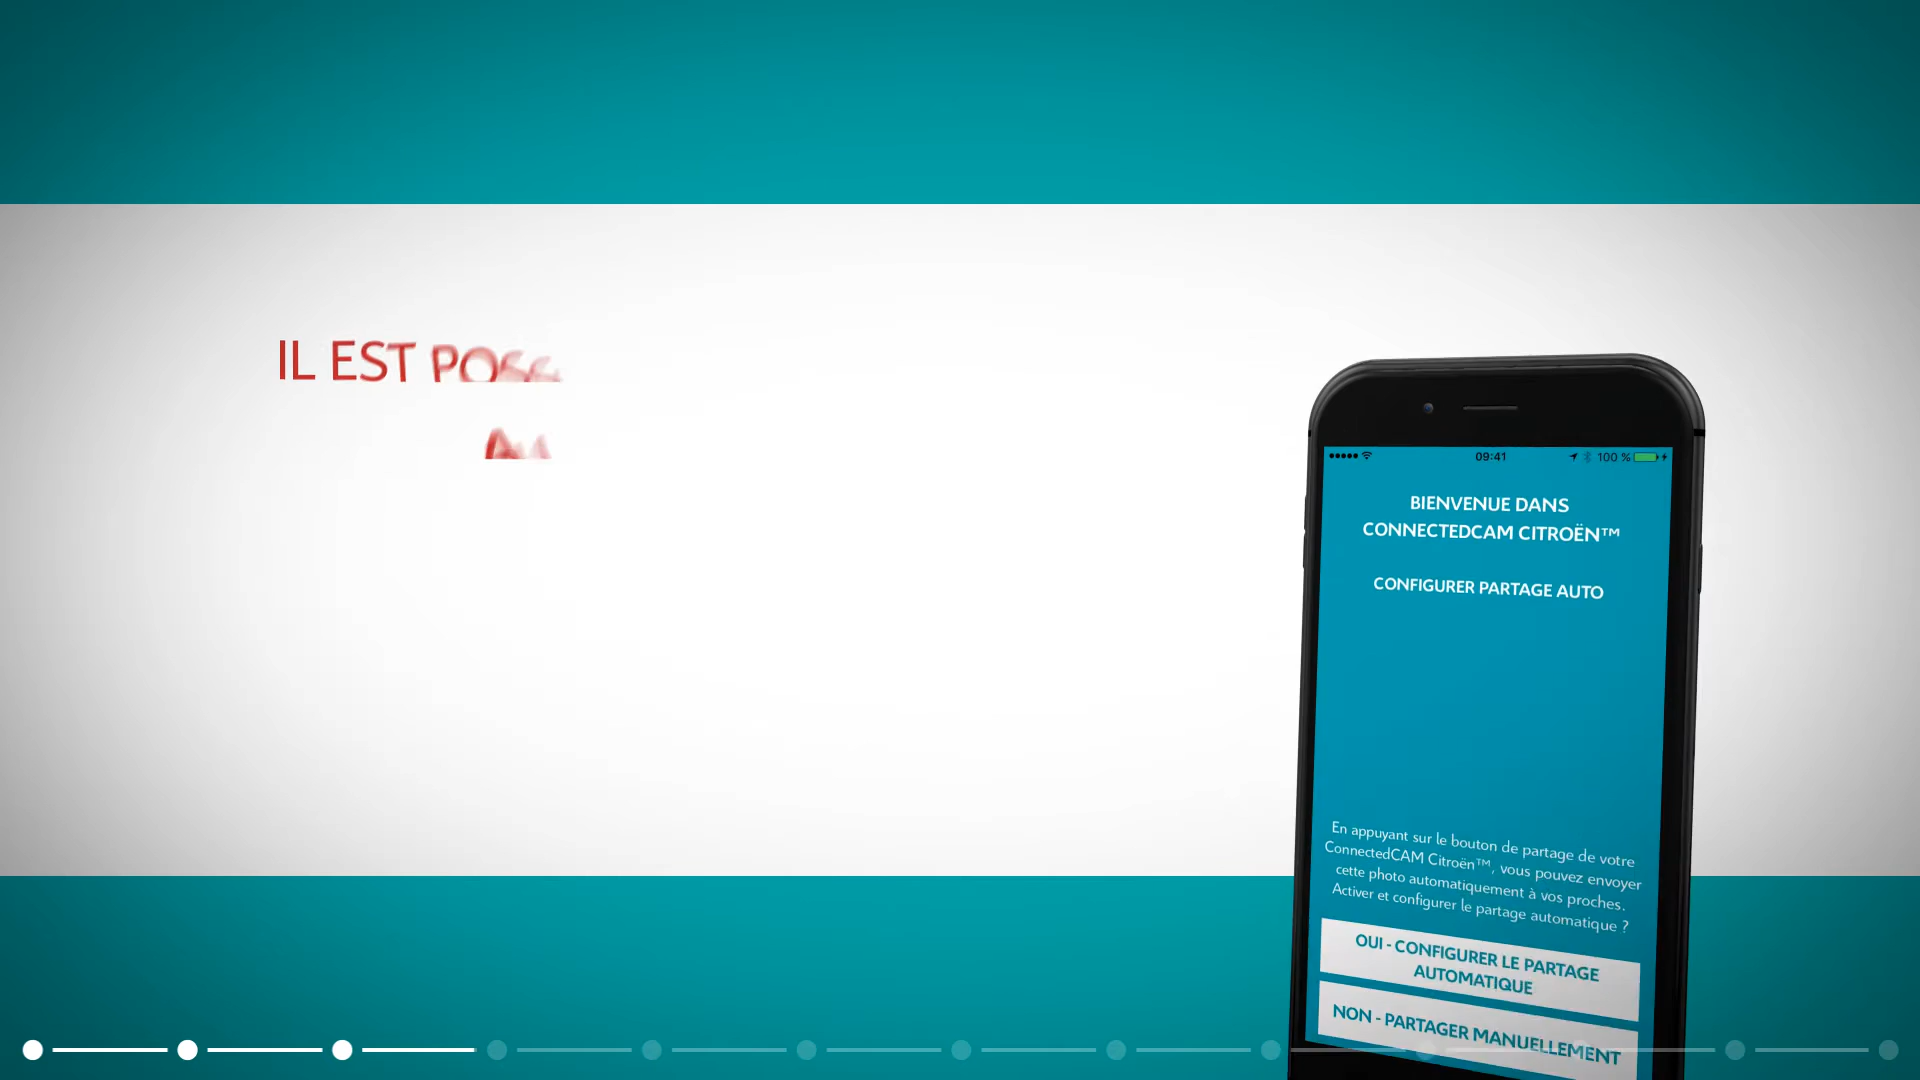 IL EST
09:41
100 %
BIENVENUE DANS
CONNECTEDCAM CITROËN™
CONFIGURER PARTAGE AUTO
En appuyant sur le bouton de partage de votre
ConnectedCAM Citroën™, vous pouvez envoyer
cette photo automatiquement à vos proches.
Activer et configurer le partage automatique ?
OUI - CONFIGURER LE PARTAGE
AUTOMATIQUE
NON - PARTAGER MANUELLEMENT